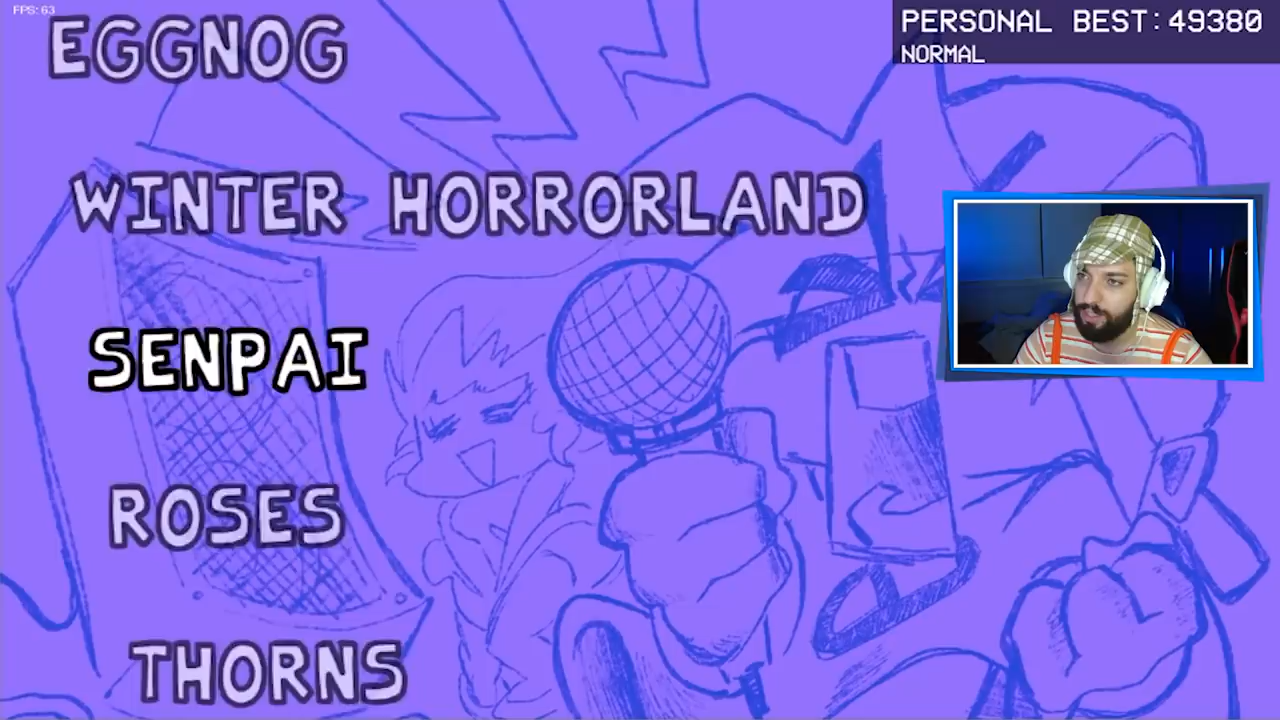 FPS: 63
EGGNOG
PERSONAL BEST:49380
NORMAL
WINTER HORRORLAND
SENPAI
ROSES
THORNS